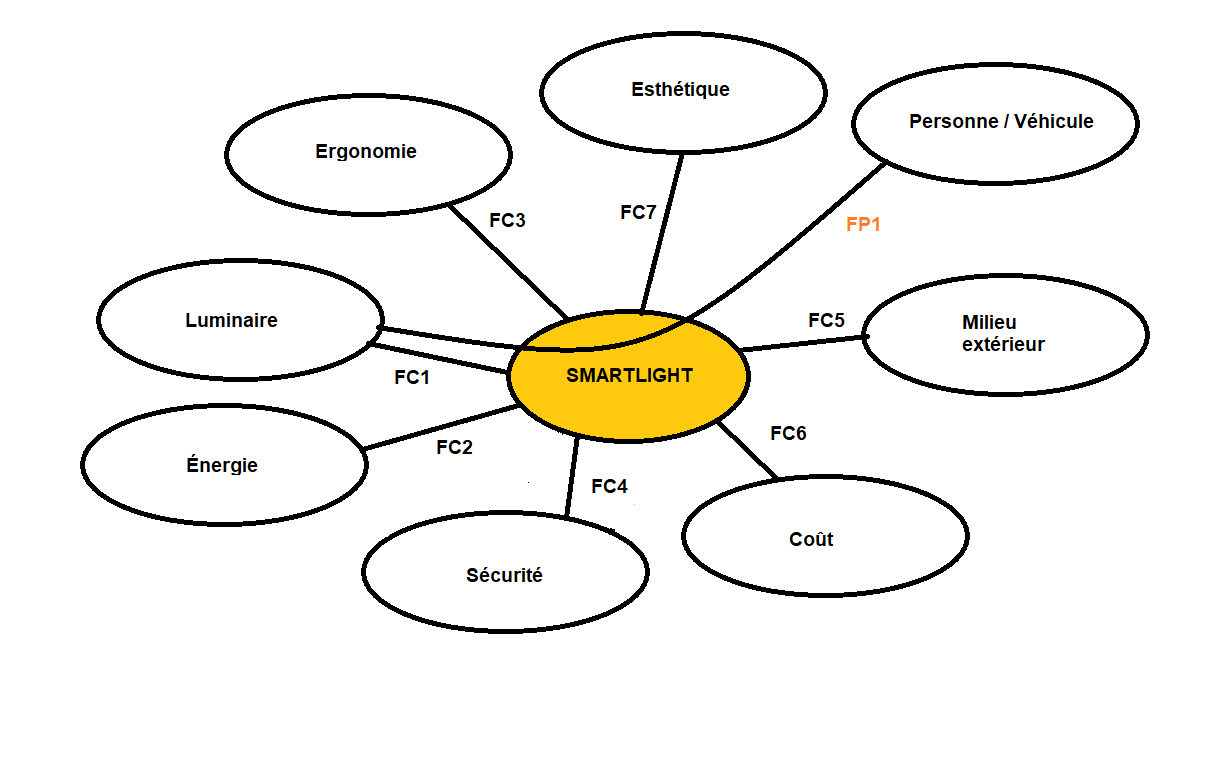 Esthétique
Personne / Véhicule
Ergonomie
FC3
FC7
FP1
Luminaire
FC5
Milieu
extérieur
FC1
SMARTLIGHT
FC2
FC6
Énergie
FC4
Coût
Sécurité